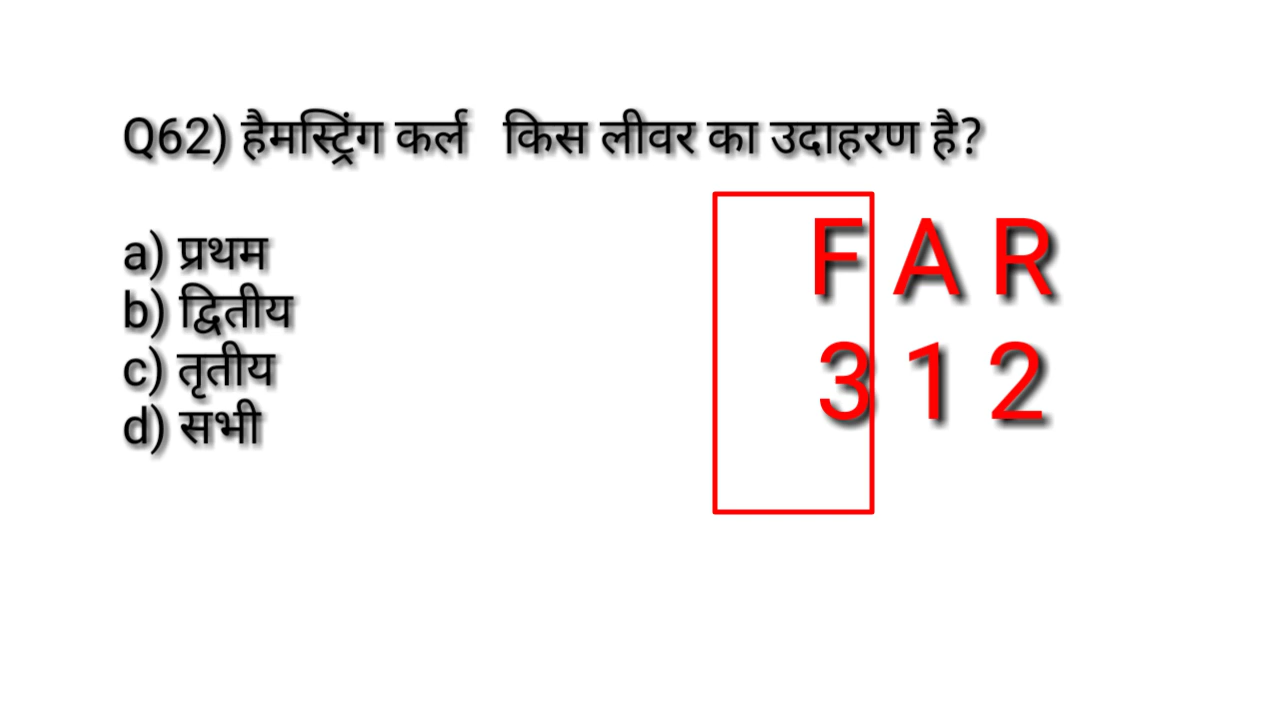 Q62) हैमस्ट्रिंग कर्ल किस लीवर का उदाहरण है?
a) प्रथम
b) द्वितीय
c) तृतीय
d) सभी
F A R
3 1 2